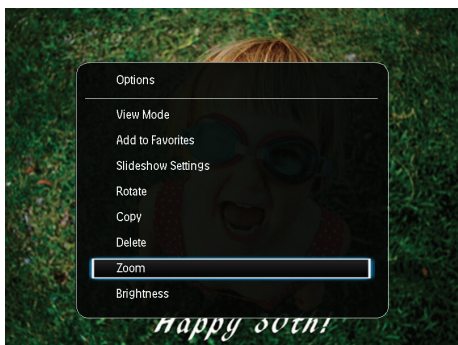 Options
View Mode
Add to Favorites
Slideshow Settings
Rotate
Copy
Delete
Zoom
Brightness
Happy